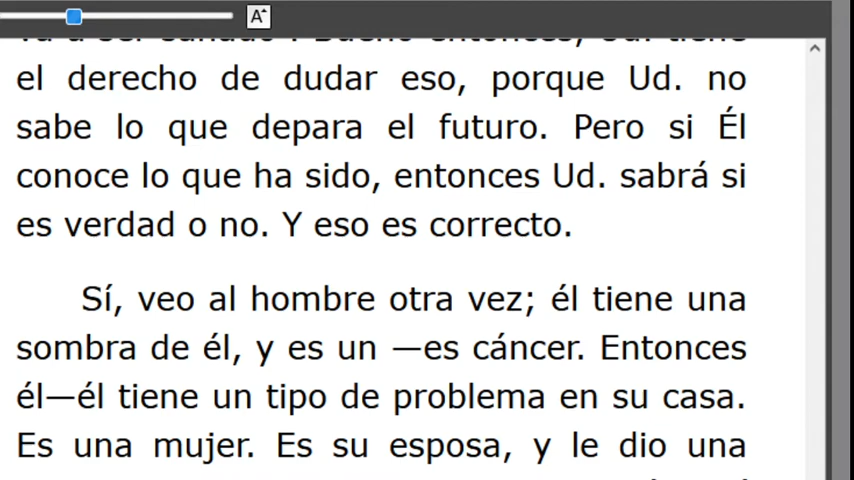 A
el derecho de dudar eso, porque Ud. no
sabe lo que depara el futuro. Pero si Él
conoce lo que ha sido, entonces Ud. sabrá si
es verdad o no. Y eso es correcto.
Sí, veo al hombre otra vez; él tiene una
sombra de él, y es un —es cáncer. Entonces
él—él tiene un tipo de problema en su casa.
Es una mujer. Es su esposa, y le dio una